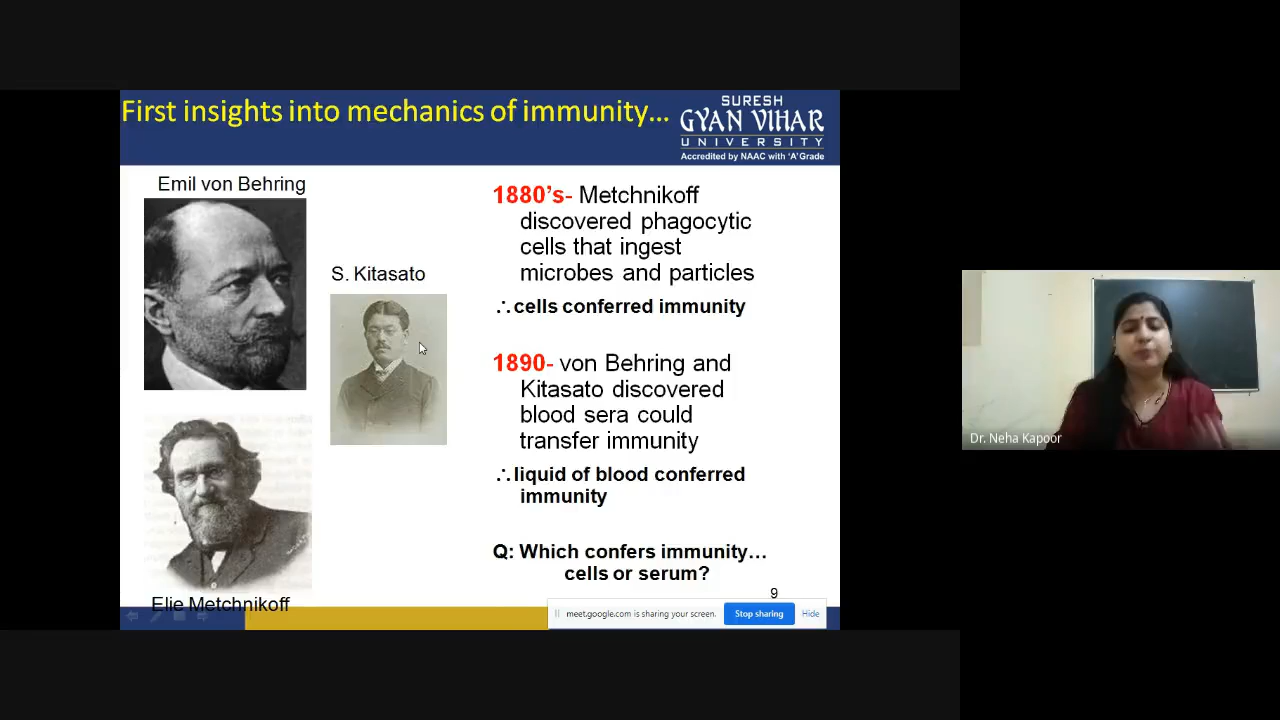 First insights into mechanics of immunity…
SURESH
GYAN VIHAR
UNIVERSITY
Accredited by NAAC with 'A' Grade
Emil von Behring
S. Kitasato
Elie Metchnikoff
1880's- Metchnikoff
discovered phagocytic
cells that ingest
microbes and particles
∴cells conferred immunity
1890- von Behring and
Kitasato discovered
blood sera could
transfer immunity
∴liquid of blood conferred
immunity
Q: Which confers immunity…
cells or serum?
9
meet.google.com is sharing your screen.
Stop sharing
Hide
Dr. Neha Kapoor